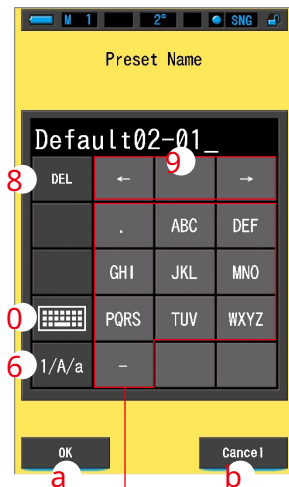 M 1 2° SNG
Preset Name
Default02-01_
9
8 DEL ← →
. ABC DEF
GHI JKL MNO
0 PQRS TUV WXYZ
6 1/A/a -
OK Cancel
a b